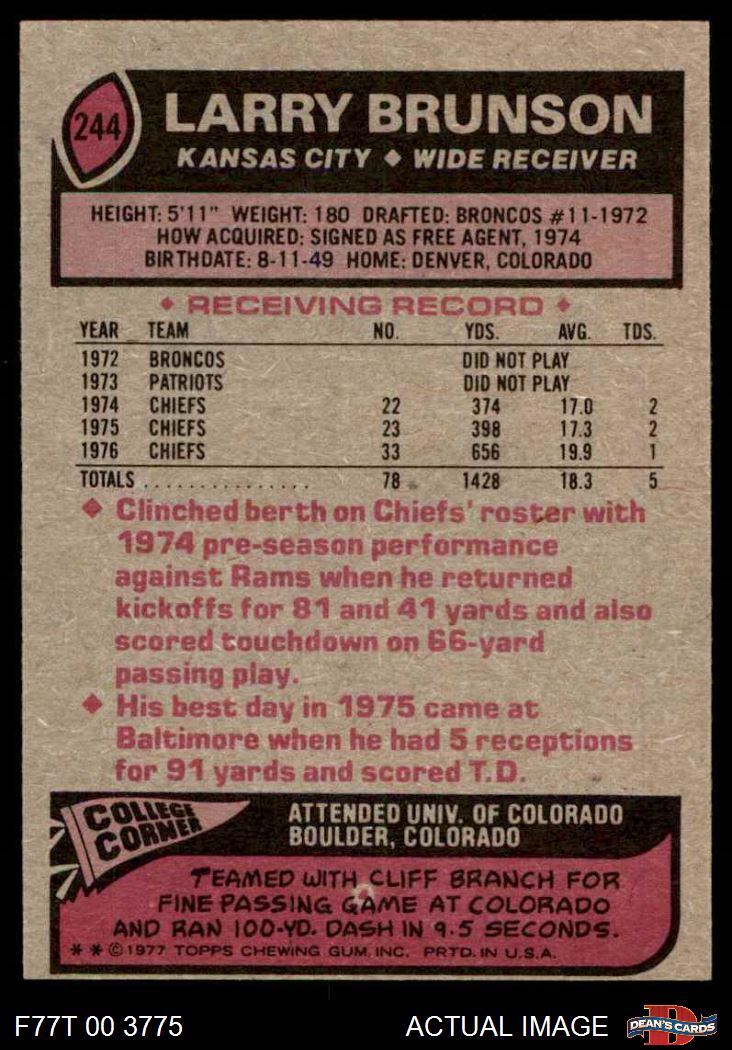 244
LARRY BRUNSON
KANSAS CITY ◆ WIDE RECEIVER
HEIGHT: 5'11" WEIGHT: 180 DRAFTED: BRONCOS #11-1972
HOW ACQUIRED: SIGNED AS FREE AGENT, 1974
BIRTHDATE: 8-11-49 HOME: DENVER, COLORADO
◆ RECEIVING RECORD ◆
YEAR TEAM NO. YDS. AVG. TDS.
1972 BRONCOS DID NOT PLAY
1973 PATRIOTS DID NOT PLAY
1974 CHIEFS 22 374 17.0 2
1975 CHIEFS 23 398 17.3 2
1976 CHIEFS 33 656 19.9 1
TOTALS ............... 78 1428 18.3 5
◆ Clinched berth on Chiefs' roster with
1974 pre-season performance
against Rams when he returned
kickoffs for 81 and 41 yards and also
scored touchdown on 66-yard
passing play.
◆ His best day in 1975 came at
Baltimore when he had 5 receptions
for 91 yards and scored T.D.
COLLEGE
CORNER
ATTENDED UNIV. OF COLORADO
BOULDER, COLORADO
TEAMED WITH CLIFF BRANCH FOR
FINE PASSING GAME AT COLORADO
AND RAN 100-YD. DASH IN 9.5 SECONDS.
* * © 1977 TOPPS CHEWING GUM, INC. PRTD. IN U.S.A.
F77T 00 3775
ACTUAL IMAGE
D
DEAN'S CARDS